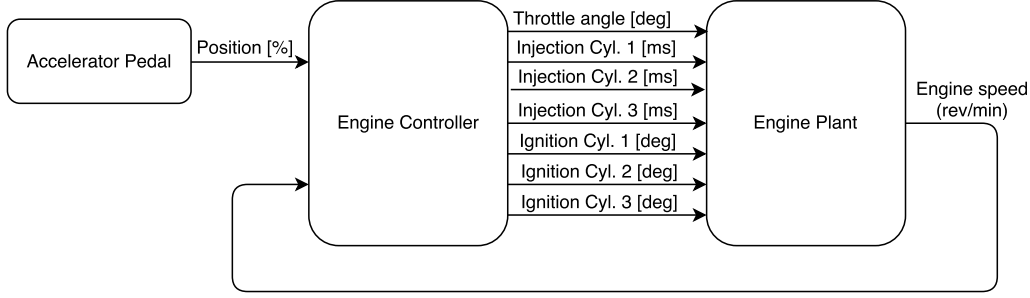 Accelerator Pedal
Position [%]
Engine Controller
Throttle angle [deg]
Injection Cyl. 1 [ms]
Injection Cyl. 2 [ms]
Injection Cyl. 3 [ms]
Ignition Cyl. 1 [deg]
Ignition Cyl. 2 [deg]
Ignition Cyl. 3 [deg]
Engine Plant
Engine speed
(rev/min)